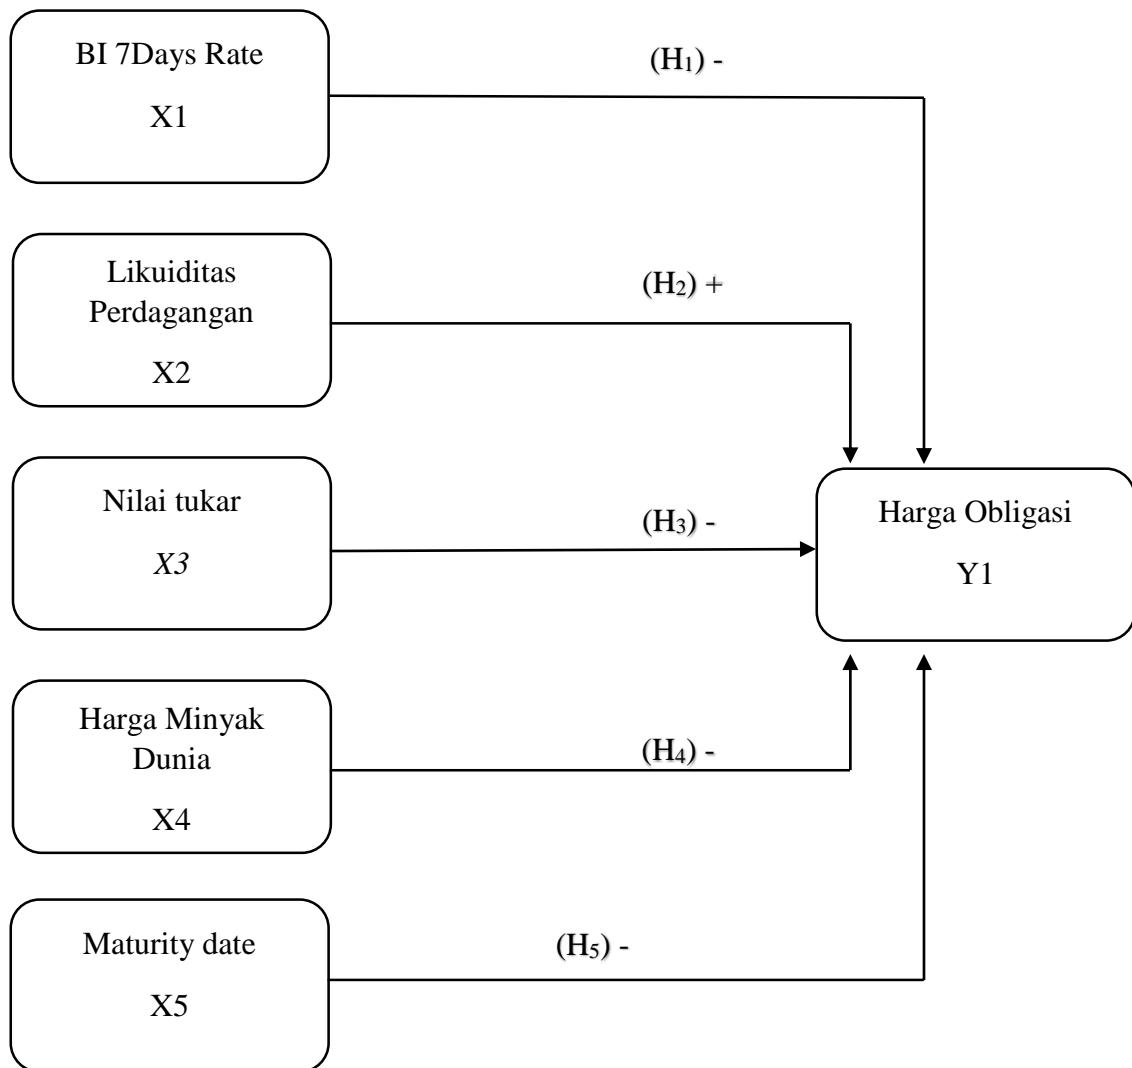 BI 7Days Rate
X1
(H₁) -
Likuiditas
Perdagangan
X2
(H₂) +
Nilai tukar
X3
(H₃) -
Harga Obligasi
Y1
Harga Minyak
Dunia
X4
(H₄) -
Maturity date
X5
(H₅) -